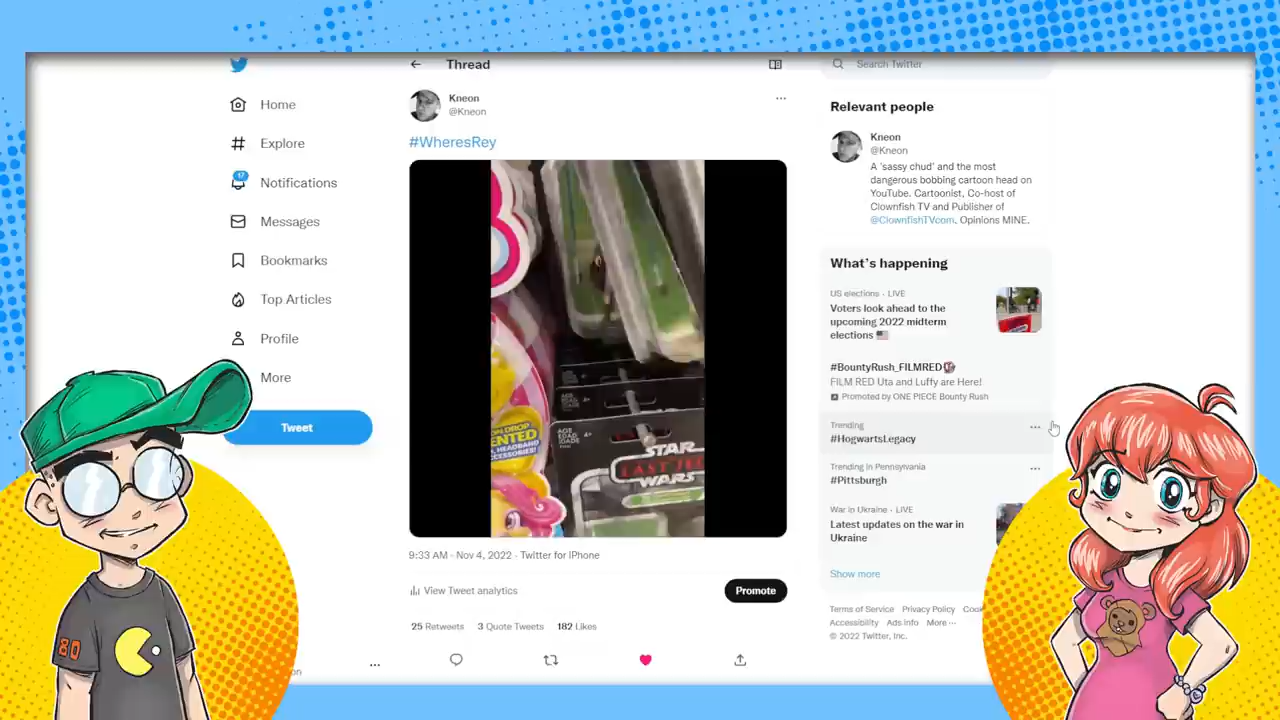 Thread
Search Twitter
Home
Explore
17
Notifications
Messages
Bookmarks
Top Articles
Profile
More
Tweet
Kneon
@Kneon
#WheresRey
AGE
EDAD
4+
STAR
WARS
9:33 AM · Nov 4, 2022 · Twitter for iPhone
View Tweet analytics
Promote
25 Retweets 3 Quote Tweets 182 Likes
Relevant people
Kneon
@Kneon
A 'sassy chud' and the most
dangerous bobbing cartoon head on
YouTube. Cartoonist, Co-host of
Clownfish TV and Publisher of
@ClownfishTVcom. Opinions MINE.
What's happening
US elections · LIVE
Voters look ahead to the
upcoming 2022 midterm
elections
#BountyRush_FILMRED
FILM RED Uta and Luffy are Here!
Promoted by ONE PIECE Bounty Rush
Trending
#HogwartsLegacy
Trending in Pennsylvania
#Pittsburgh
War in Ukraine · LIVE
Latest updates on the war in
Ukraine
Show more
Terms of Service Privacy Policy
Accessibility Ads info More ···
© 2022 Twitter, Inc.
80